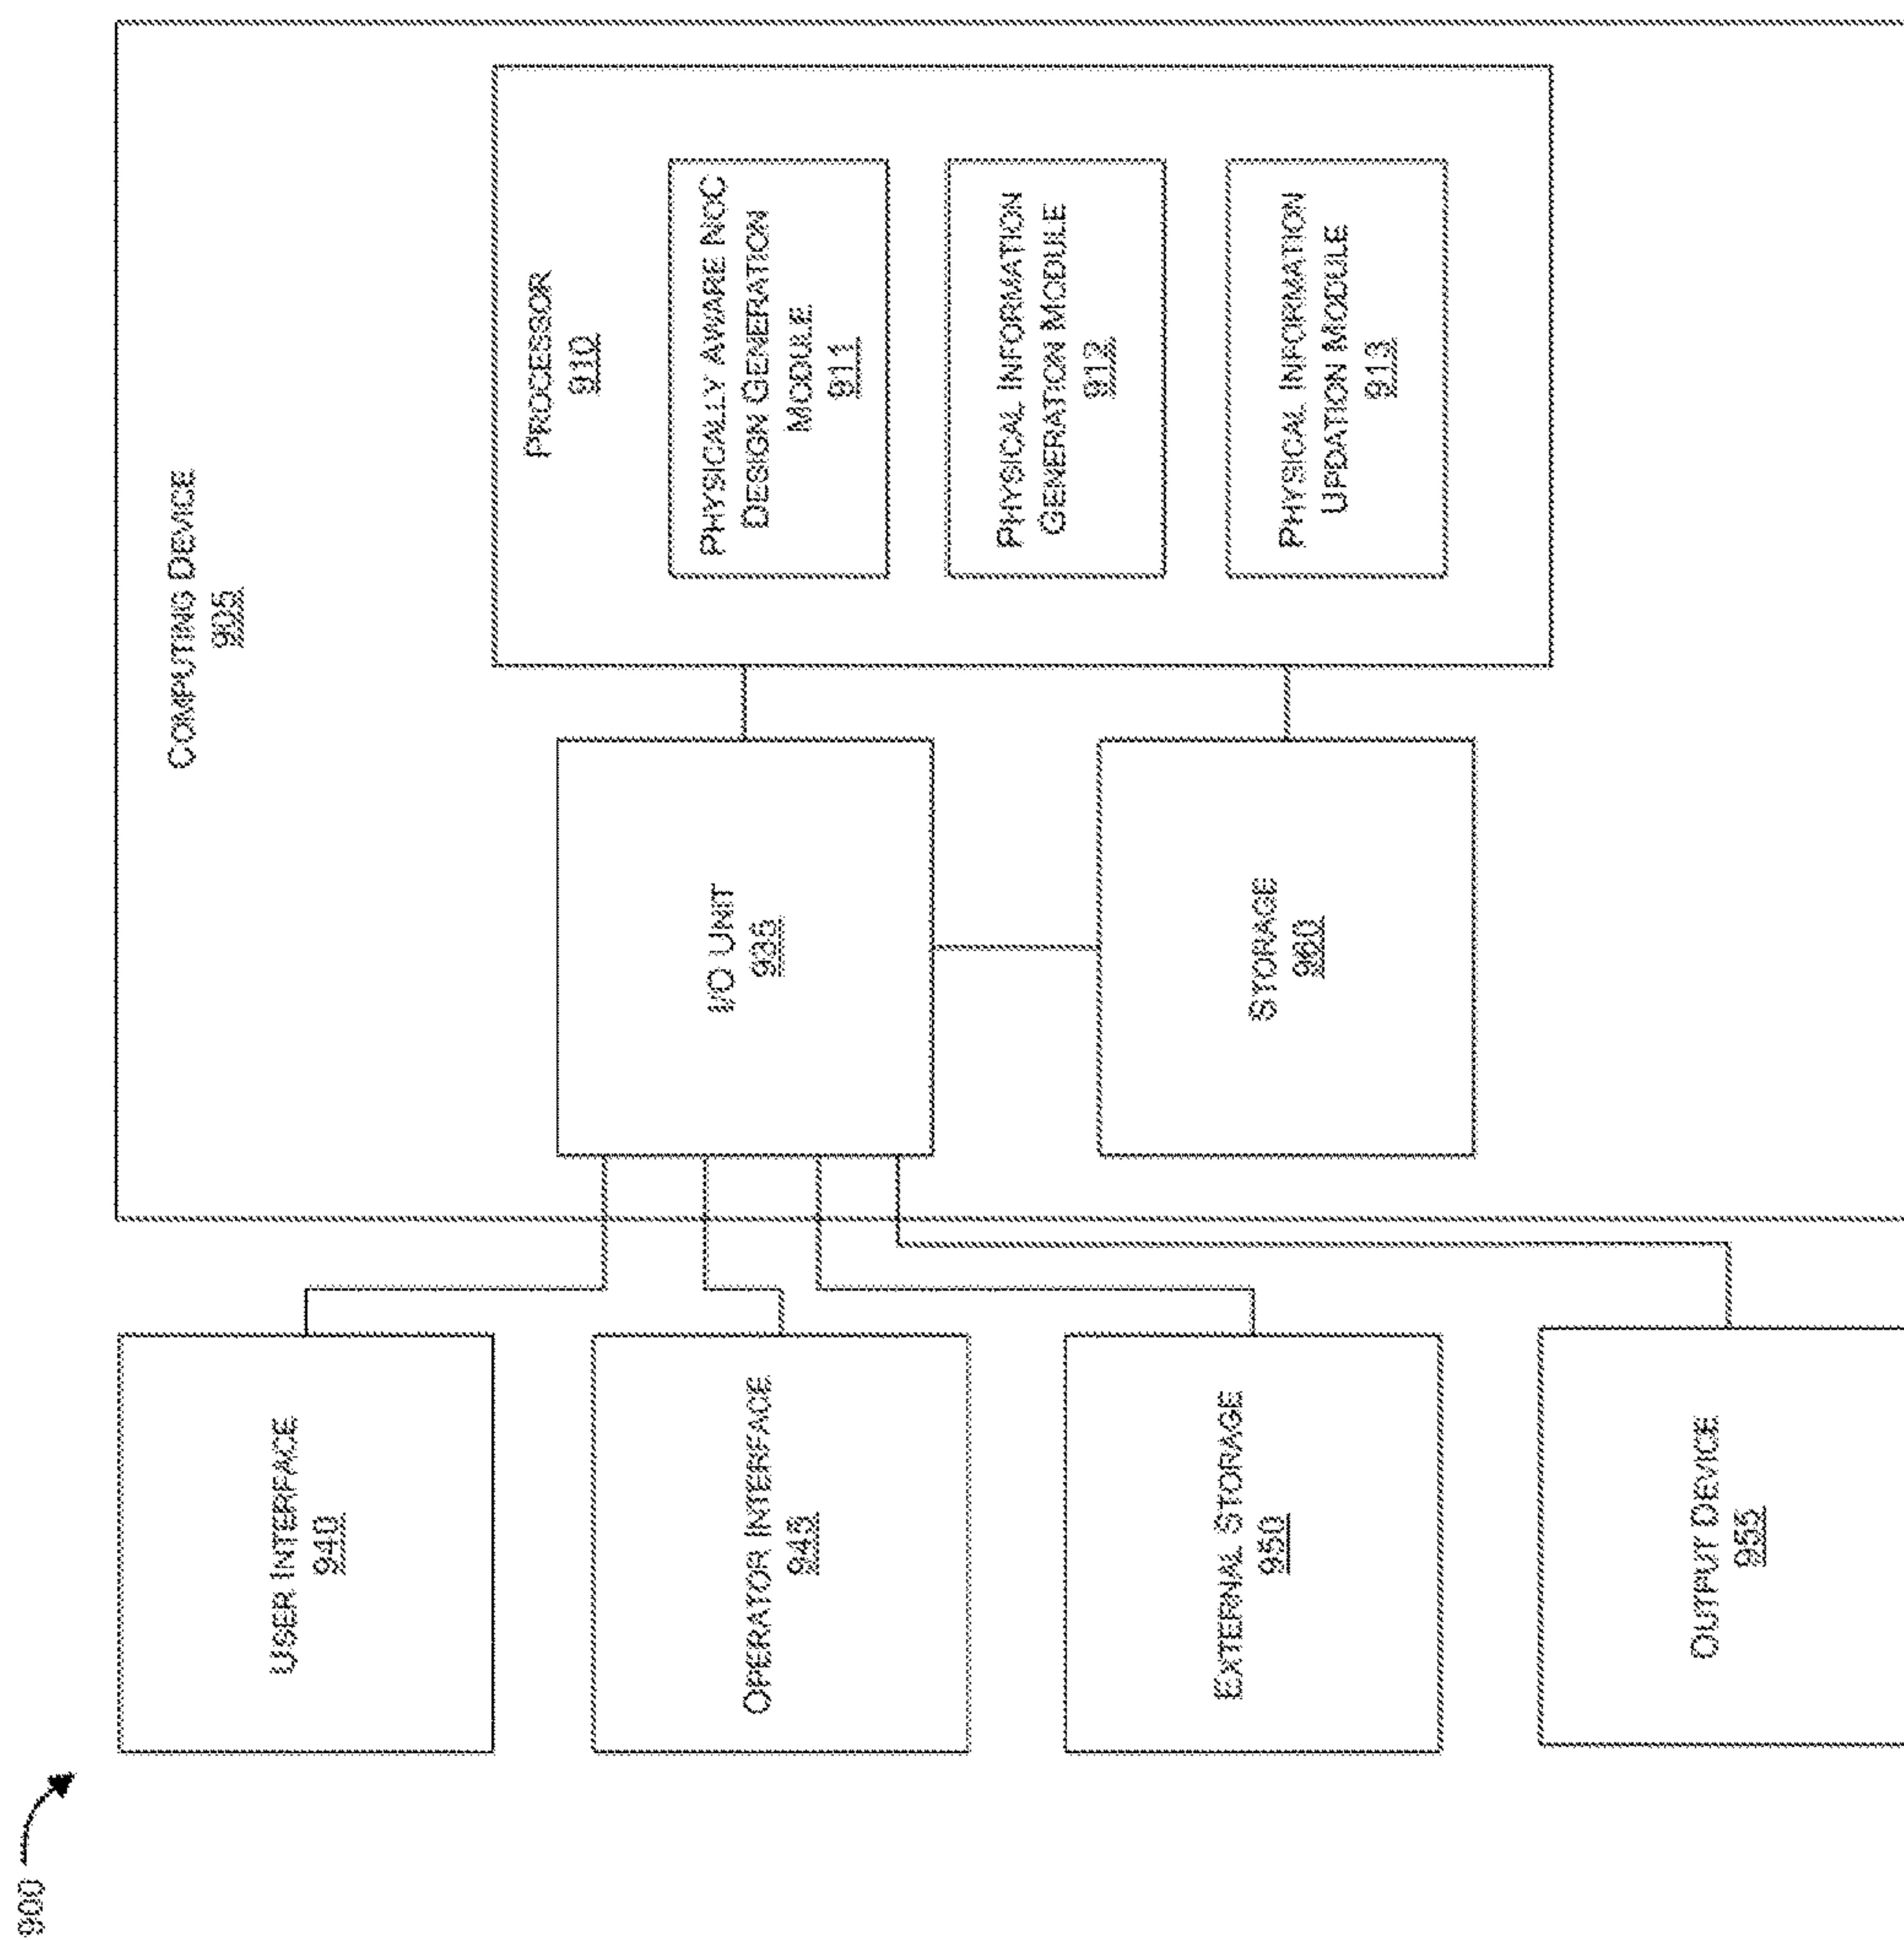 900
COMPUTING DEVICE
905
PROCESSOR
910
PHYSICALLY AWARE NOC
DESIGN GENERATION
MODULE
911
PHYSICAL INFORMATION
GENERATION MODULE
912
PHYSICAL INFORMATION
UPDATION MODULE
913
I/O UNIT
935
STORAGE
960
USER INTERFACE
940
OPERATOR INTERFACE
945
EXTERNAL STORAGE
950
OUTPUT DEVICE
955